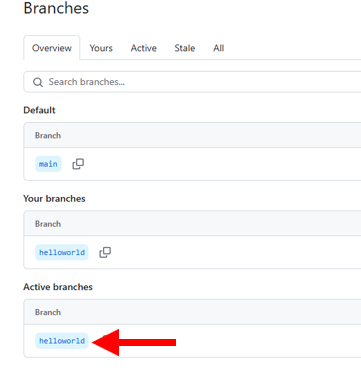 Branches
Overview Yours Active Stale All
Search branches...
Default
Branch
main
Your branches
Branch
helloworld
Active branches
Branch
helloworld